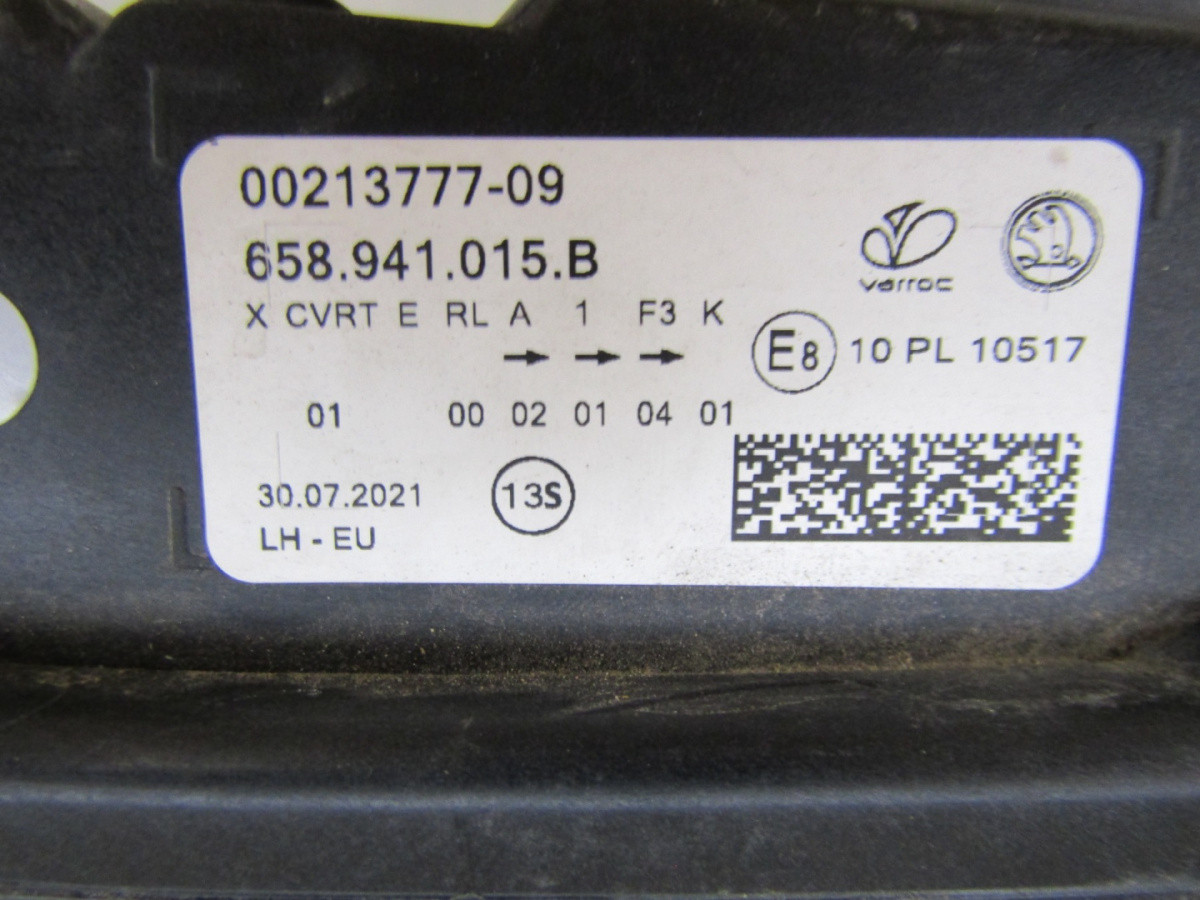 00213777-09
658.941.015.B
varroc
X CVRT E RL A 1 F3 K
→ → →
E8 10 PL 10517
01 00 02 01 04 01
30.07.2021
13S
LH - EU